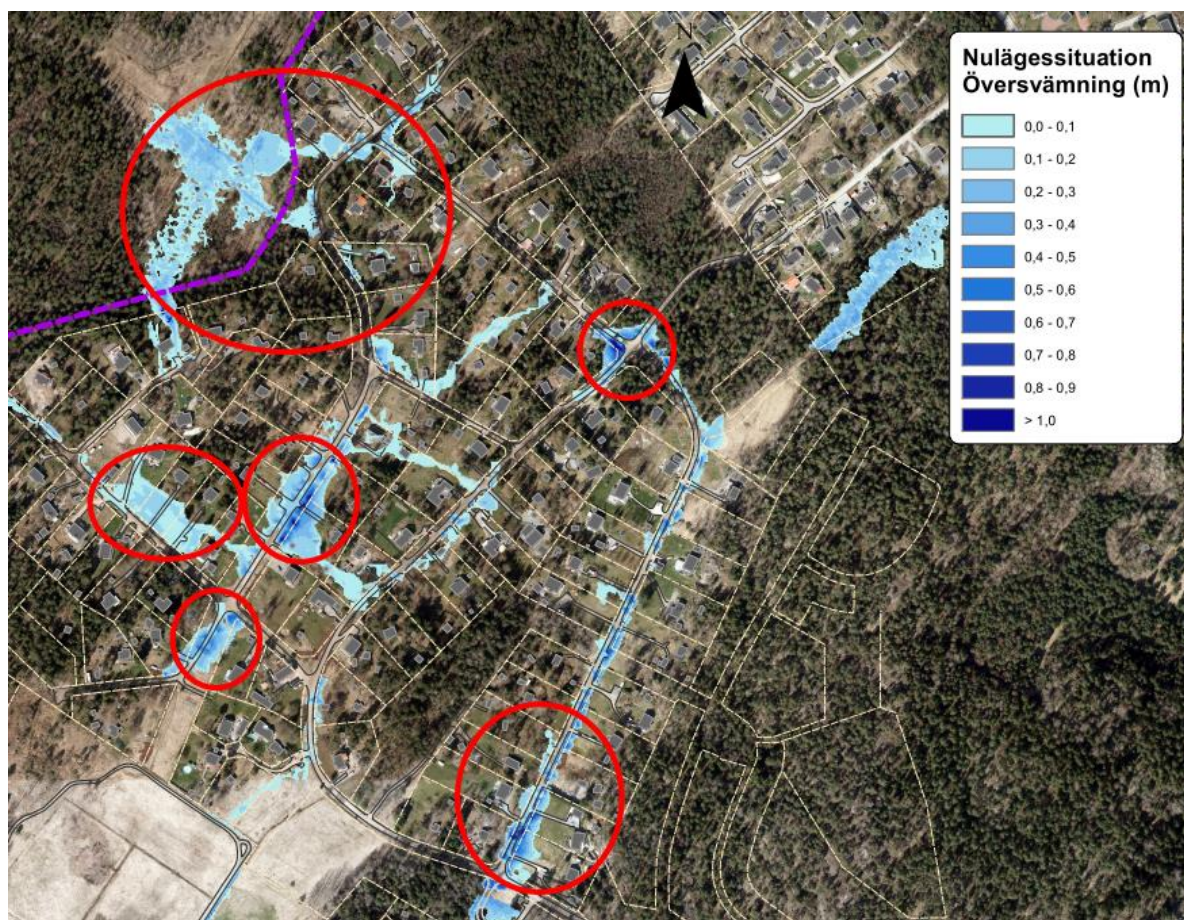 N
Nulägessituation
Översvämning (m)
0,0 - 0,1
0,1 - 0,2
0,2 - 0,3
0,3 - 0,4
0,4 - 0,5
0,5 - 0,6
0,6 - 0,7
0,7 - 0,8
0,8 - 0,9
> 1,0